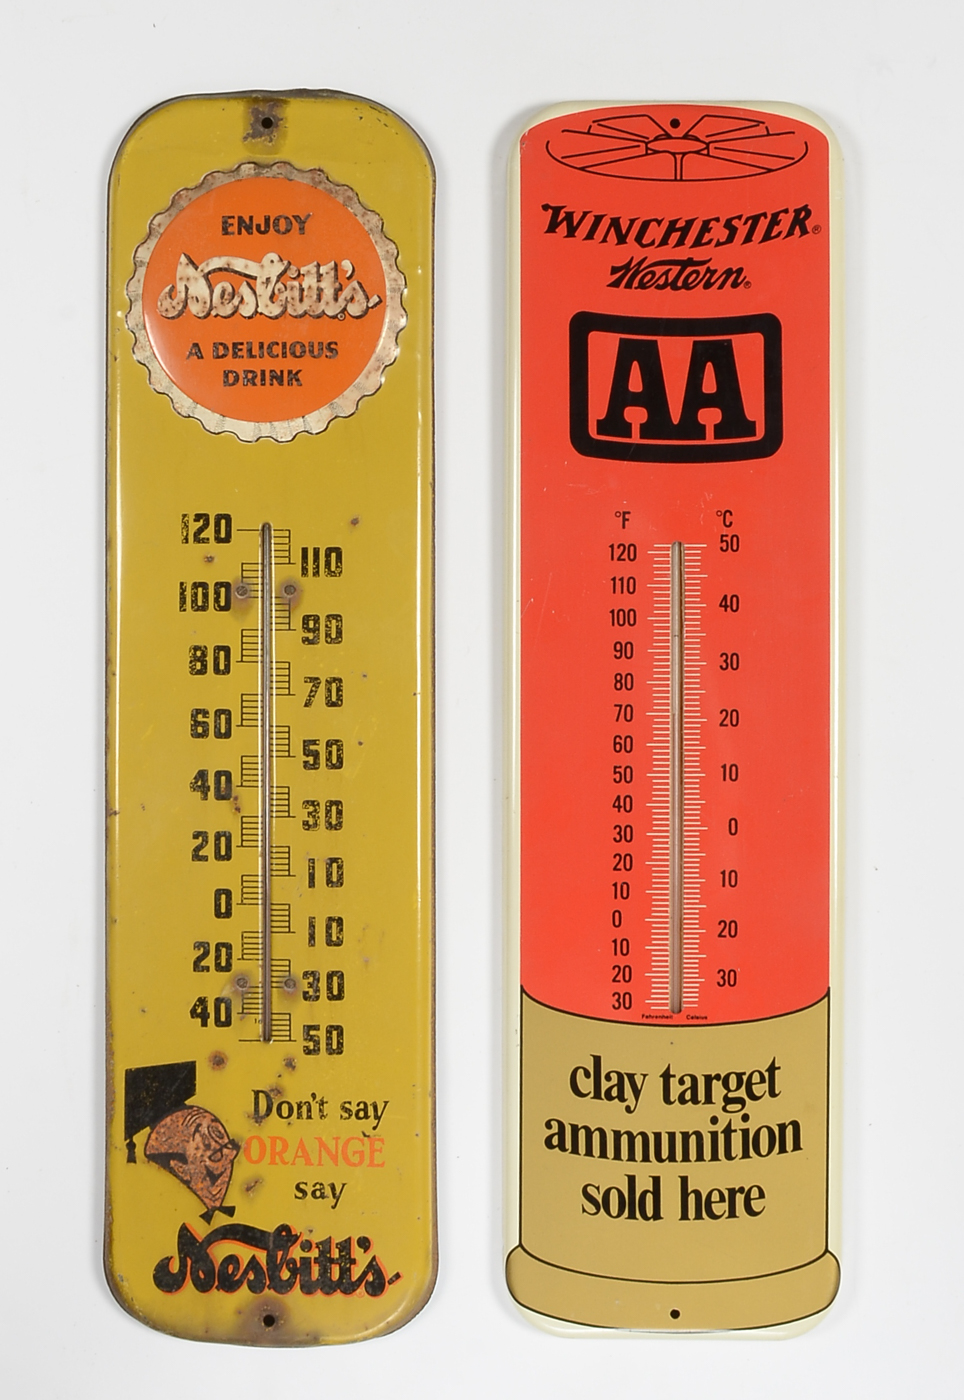 ENJOY
Nesbitt's
A DELICIOUS
DRINK
120
110
100
90
80
70
60
50
40
30
20
10
0
10
20
30
40
50
Don't say
ORANGE
say
Nesbitt's
WINCHESTER®
Western®
AA
°F °C
120 50
110
100 40
90
80 30
70
60 20
50 10
40
30 0
20
10 10
0
10 20
20 30
30
Fahrenheit Celsius
clay target
ammunition
sold here